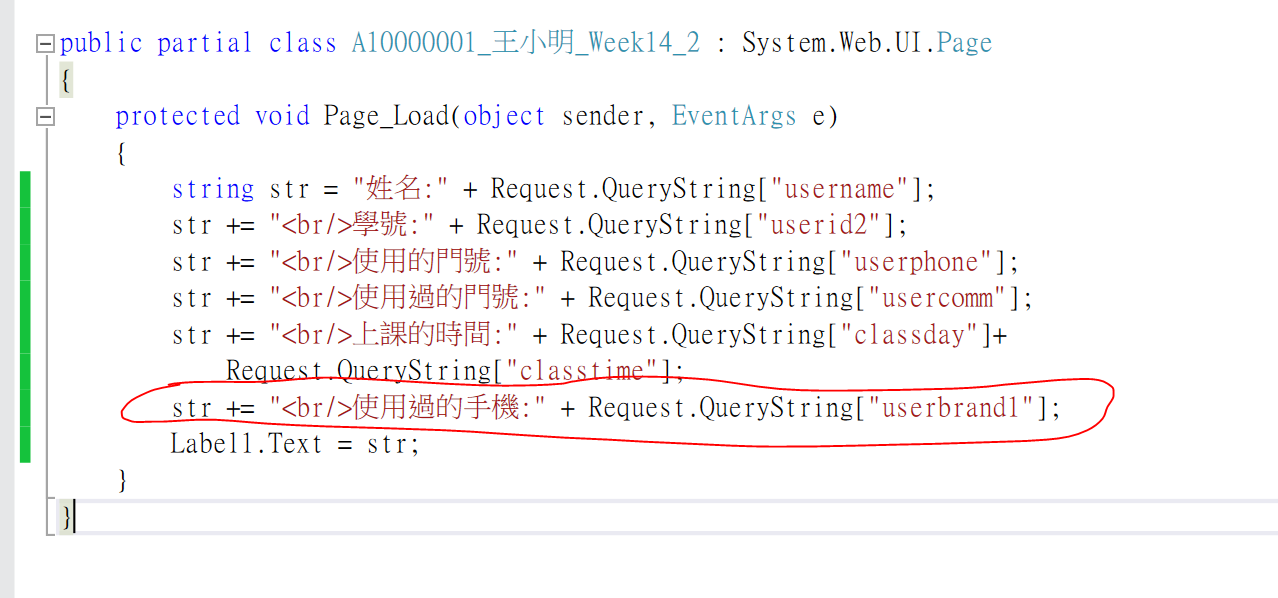 public partial class A10000001_王小明_Week14_2 : System.Web.UI.Page
{
protected void Page_Load(object sender, EventArgs e)
{
string str = "姓名:" + Request.QueryString["username"];
str += "<br/>學號:" + Request.QueryString["userid2"];
str += "<br/>使用的門號:" + Request.QueryString["userphone"];
str += "<br/>使用過的門號:" + Request.QueryString["usercomm"];
str += "<br/>上課的時間:" + Request.QueryString["classday"]+
Request.QueryString["classtime"];
str += "<br/>使用過的手機:" + Request.QueryString["userbrand1"];
Label1.Text = str;
}
}